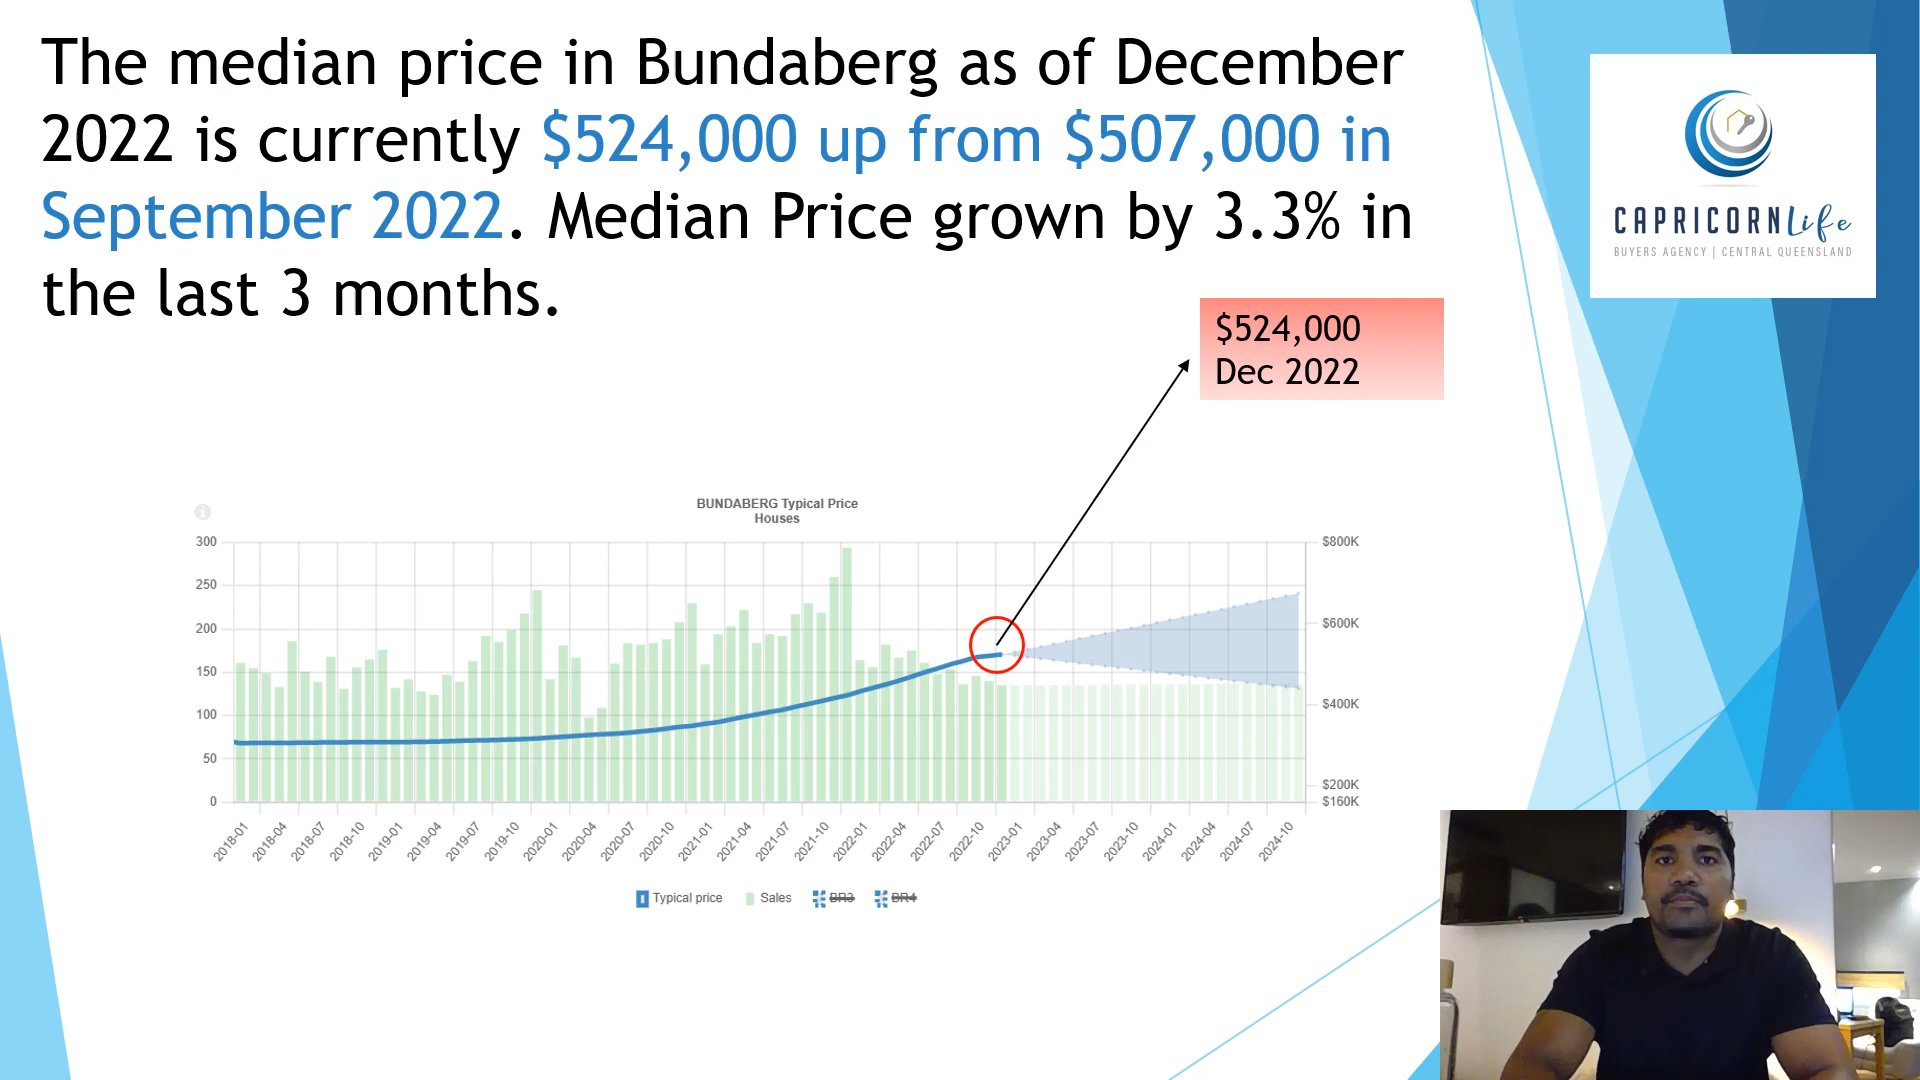 The median price in Bundaberg as of December
2022 is currently $524,000 up from $507,000 in
September 2022. Median Price grown by 3.3% in
the last 3 months.
CAPRICORNLife
BUYERS AGENCY | CENTRAL QUEENSLAND
$524,000
Dec 2022
BUNDABERG Typical Price
Houses
300
250
200
150
100
50
0
$800K
$600K
$400K
$200K
$160K
2018-01
2018-04
2018-07
2018-10
2019-01
2019-04
2019-07
2019-10
2020-01
2020-04
2020-07
2020-10
2021-01
2021-04
2021-07
2021-10
2022-01
2022-04
2022-07
2022-10
2023-01
2023-04
2023-07
2023-10
2024-01
2024-04
2024-07
2024-10
Typical price Sales BR3 BR4